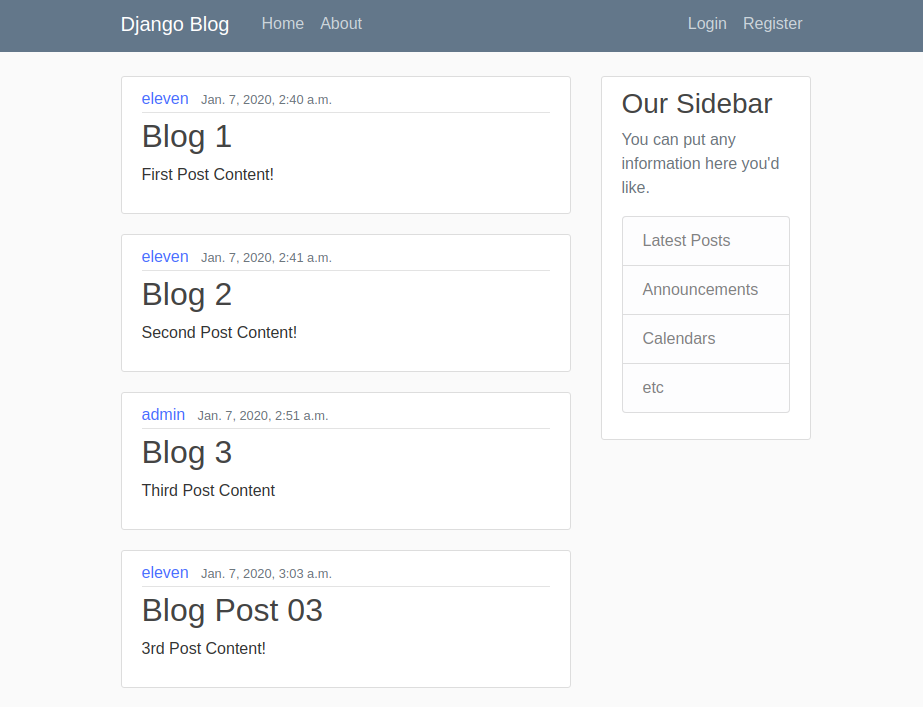 Django Blog Home About Login Register
eleven Jan. 7, 2020, 2:40 a.m.
Blog 1
First Post Content!
eleven Jan. 7, 2020, 2:41 a.m.
Blog 2
Second Post Content!
admin Jan. 7, 2020, 2:51 a.m.
Blog 3
Third Post Content
eleven Jan. 7, 2020, 3:03 a.m.
Blog Post 03
3rd Post Content!
Our Sidebar
You can put any
information here you'd
like.
Latest Posts
Announcements
Calendars
etc